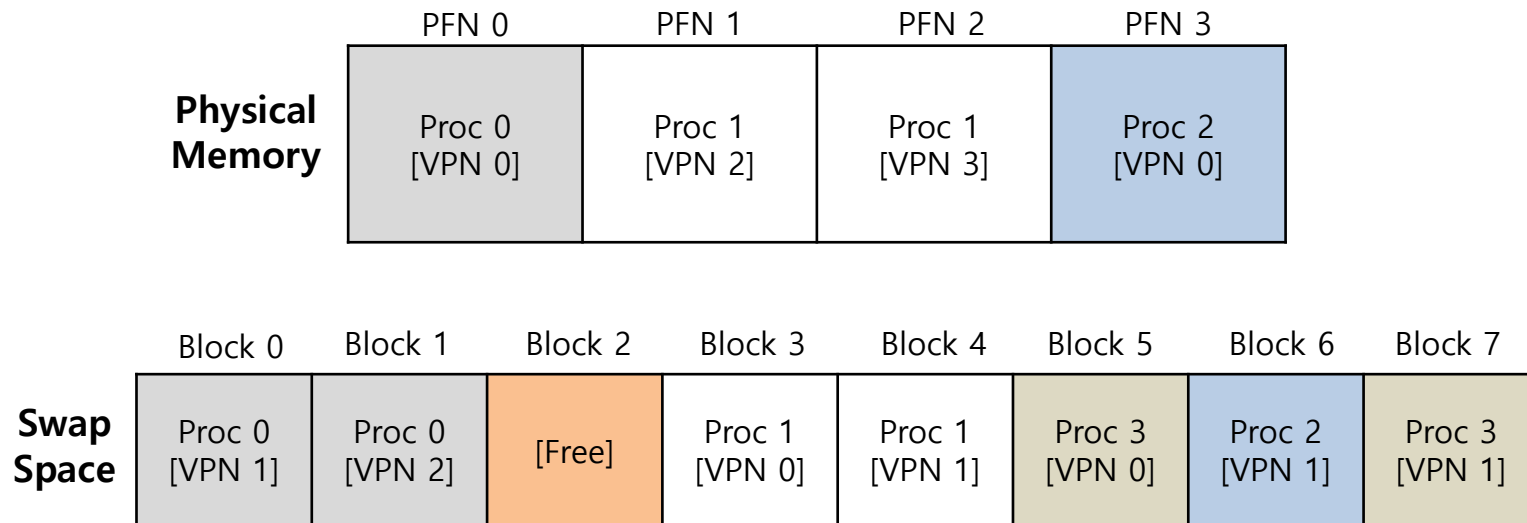 PFN 0 PFN 1 PFN 2 PFN 3
Physical
Memory
Proc 0
[VPN 0]
Proc 1
[VPN 2]
Proc 1
[VPN 3]
Proc 2
[VPN 0]
Block 0 Block 1 Block 2 Block 3 Block 4 Block 5 Block 6 Block 7
Swap
Space
Proc 0
[VPN 1]
Proc 0
[VPN 2]
[Free]
Proc 1
[VPN 0]
Proc 1
[VPN 1]
Proc 3
[VPN 0]
Proc 2
[VPN 1]
Proc 3
[VPN 1]